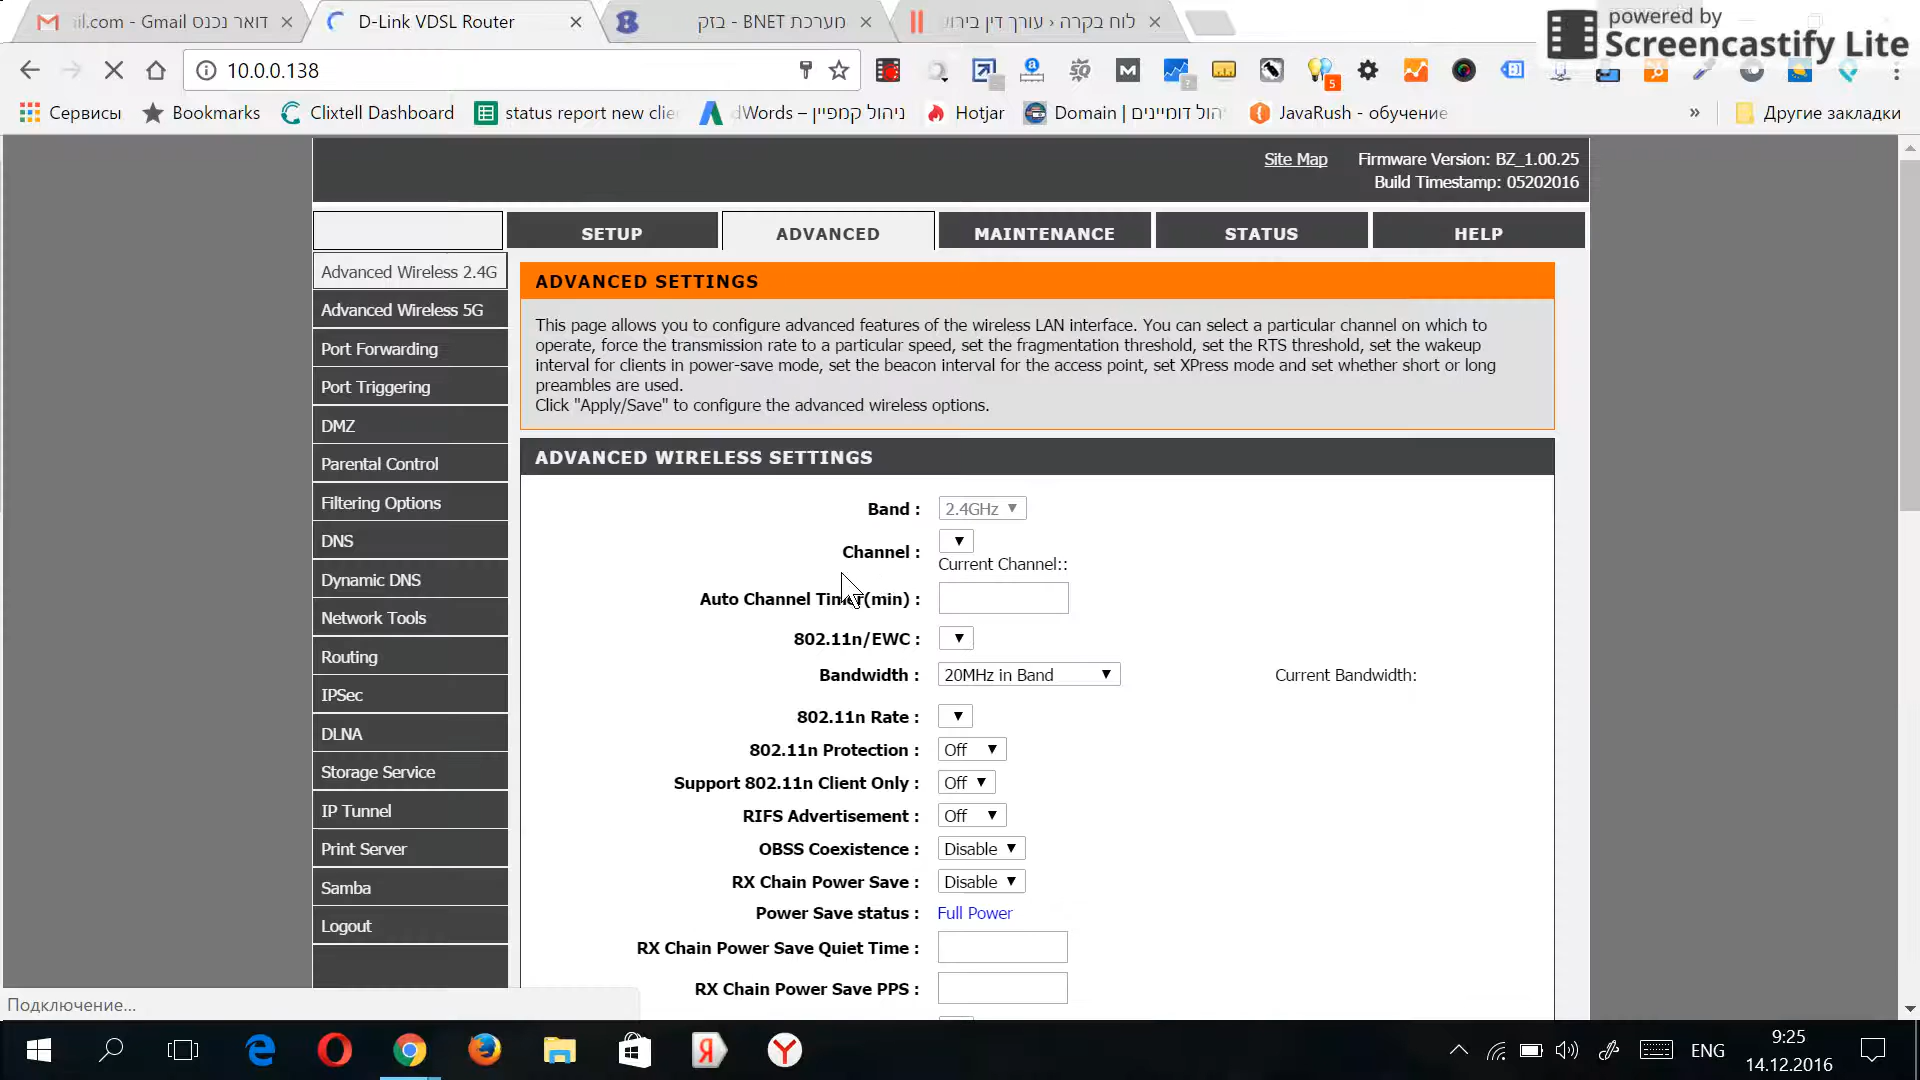 powered by
Screencastify Lite
il.com - Gmail דואר נכנס
D-Link VDSL Router
מערכת BNET - בזק
לוח בקרה ‹ עורך דין בירוש
10.0.0.138
Сервисы
Bookmarks
Clixtell Dashboard
status report new clie
dWords – ניהול קמפיין
Hotjar
Domain | יהול דומיינים
JavaRush - обучение
»
Другие закладки
Site Map
Firmware Version: BZ_1.00.25
Build Timestamp: 05202016
SETUP
ADVANCED
MAINTENANCE
STATUS
HELP
Advanced Wireless 2.4G
Advanced Wireless 5G
Port Forwarding
Port Triggering
DMZ
Parental Control
Filtering Options
DNS
Dynamic DNS
Network Tools
Routing
IPSec
DLNA
Storage Service
IP Tunnel
Print Server
Samba
Logout
ADVANCED SETTINGS
This page allows you to configure advanced features of the wireless LAN interface. You can select a particular channel on which to
operate, force the transmission rate to a particular speed, set the fragmentation threshold, set the RTS threshold, set the wakeup
interval for clients in power-save mode, set the beacon interval for the access point, set XPress mode and set whether short or long
preambles are used.
Click "Apply/Save" to configure the advanced wireless options.
ADVANCED WIRELESS SETTINGS
Band : 2.4GHz
Channel :
Current Channel::
Auto Channel Timer(min) :
802.11n/EWC :
Bandwidth : 20MHz in Band Current Bandwidth:
802.11n Rate :
802.11n Protection : Off
Support 802.11n Client Only : Off
RIFS Advertisement : Off
OBSS Coexistence : Disable
RX Chain Power Save : Disable
Power Save status : Full Power
RX Chain Power Save Quiet Time :
RX Chain Power Save PPS :
Подключение...
ENG
9:25
14.12.2016